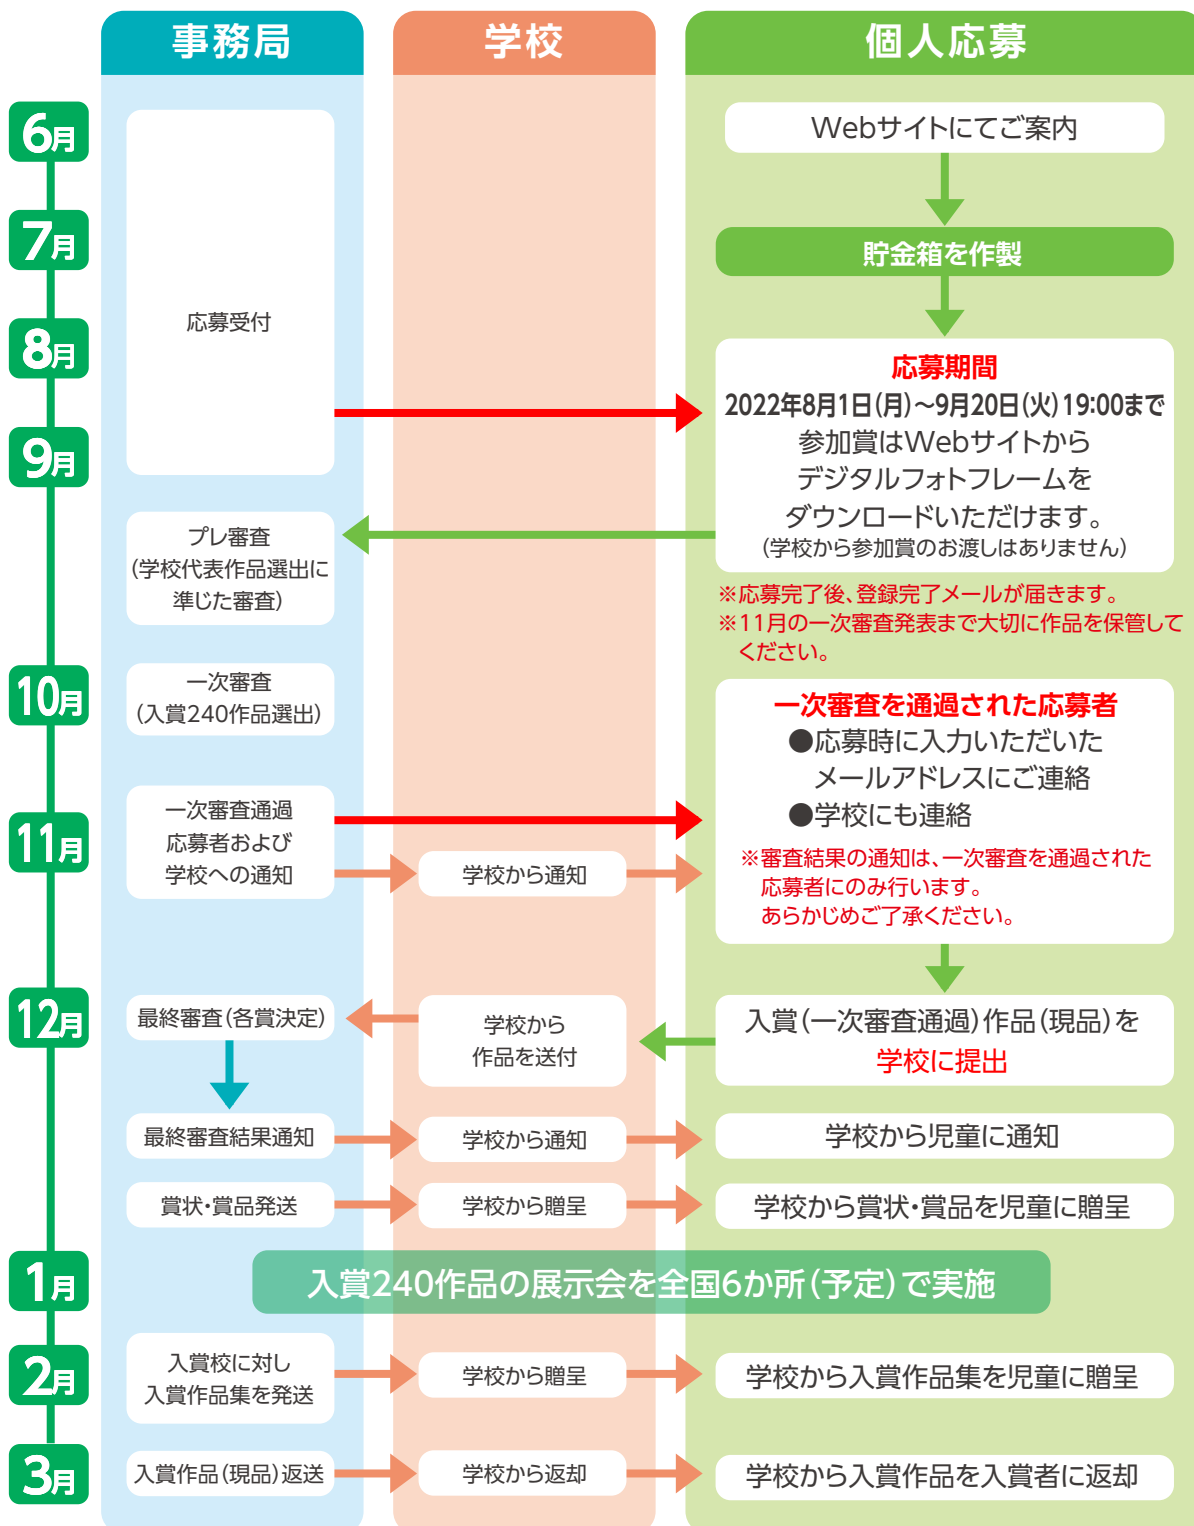 事務局
学校
個人応募
6月
Webサイトにてご案内
7月
貯金箱を作製
応募受付
8月
応募期間
2022年8月1日(月)～9月20日(火)19:00まで
参加賞はWebサイトから
デジタルフォトフレームを
ダウンロードいただけます。
(学校から参加賞のお渡しはありません)
9月
プレ審査
(学校代表作品選出に
準じた審査)
※応募完了後、登録完了メールが届きます。
※11月の一次審査発表まで大切に作品を保管して
ください。
10月
一次審査
(入賞240作品選出)
一次審査を通過された応募者
●応募時に入力いただいた
メールアドレスにご連絡
●学校にも連絡
※審査結果の通知は、一次審査を通過された
応募者にのみ行います。
あらかじめご了承ください。
11月
一次審査通過
応募者および
学校への通知
学校から通知
12月
最終審査(各賞決定)
学校から
作品を送付
入賞(一次審査通過)作品(現品)を
学校に提出
最終審査結果通知
学校から通知
学校から児童に通知
賞状・賞品発送
学校から贈呈
学校から賞状・賞品を児童に贈呈
1月
入賞240作品の展示会を全国6か所(予定)で実施
2月
入賞校に対し
入賞作品集を発送
学校から贈呈
学校から入賞作品集を児童に贈呈
3月
入賞作品(現品)返送
学校から返却
学校から入賞作品を入賞者に返却